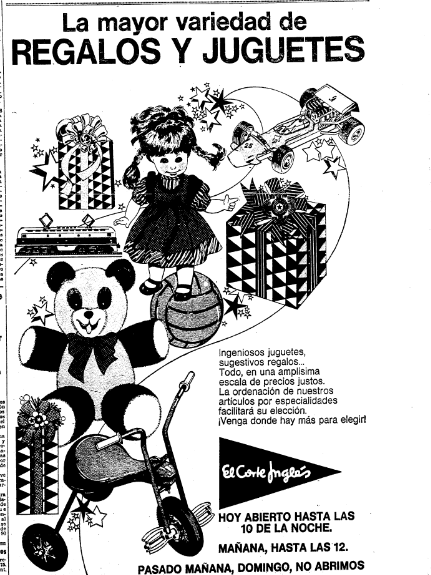 La mayor variedad de
REGALOS Y JUGUETES
Ingeniosos juguetes,
sugestivos regalos...
Todo, en una amplísima
escala de precios justos.
La ordenación de nuestros
artículos por especialidades
facilitará su elección.
¡Venga donde hay más para elegir!
El Corte Inglés
HOY ABIERTO HASTA LAS
10 DE LA NOCHE.
MAÑANA, HASTA LAS 12.
PASADO MAÑANA, DOMINGO, NO ABRIMOS